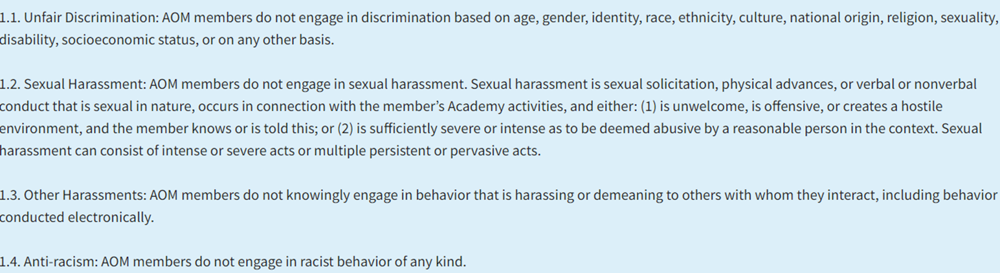 1.1. Unfair Discrimination: AOM members do not engage in discrimination based on age, gender, identity, race, ethnicity, culture, national origin, religion, sexuality,
disability, socioeconomic status, or on any other basis.
1.2. Sexual Harassment: AOM members do not engage in sexual harassment. Sexual harassment is sexual solicitation, physical advances, or verbal or nonverbal
conduct that is sexual in nature, occurs in connection with the member’s Academy activities, and either: (1) is unwelcome, is offensive, or creates a hostile
environment, and the member knows or is told this; or (2) is sufficiently severe or intense as to be deemed abusive by a reasonable person in the context. Sexual
harassment can consist of intense or severe acts or multiple persistent or pervasive acts.
1.3. Other Harassments: AOM members do not knowingly engage in behavior that is harassing or demeaning to others with whom they interact, including behavior
conducted electronically.
1.4. Anti-racism: AOM members do not engage in racist behavior of any kind.